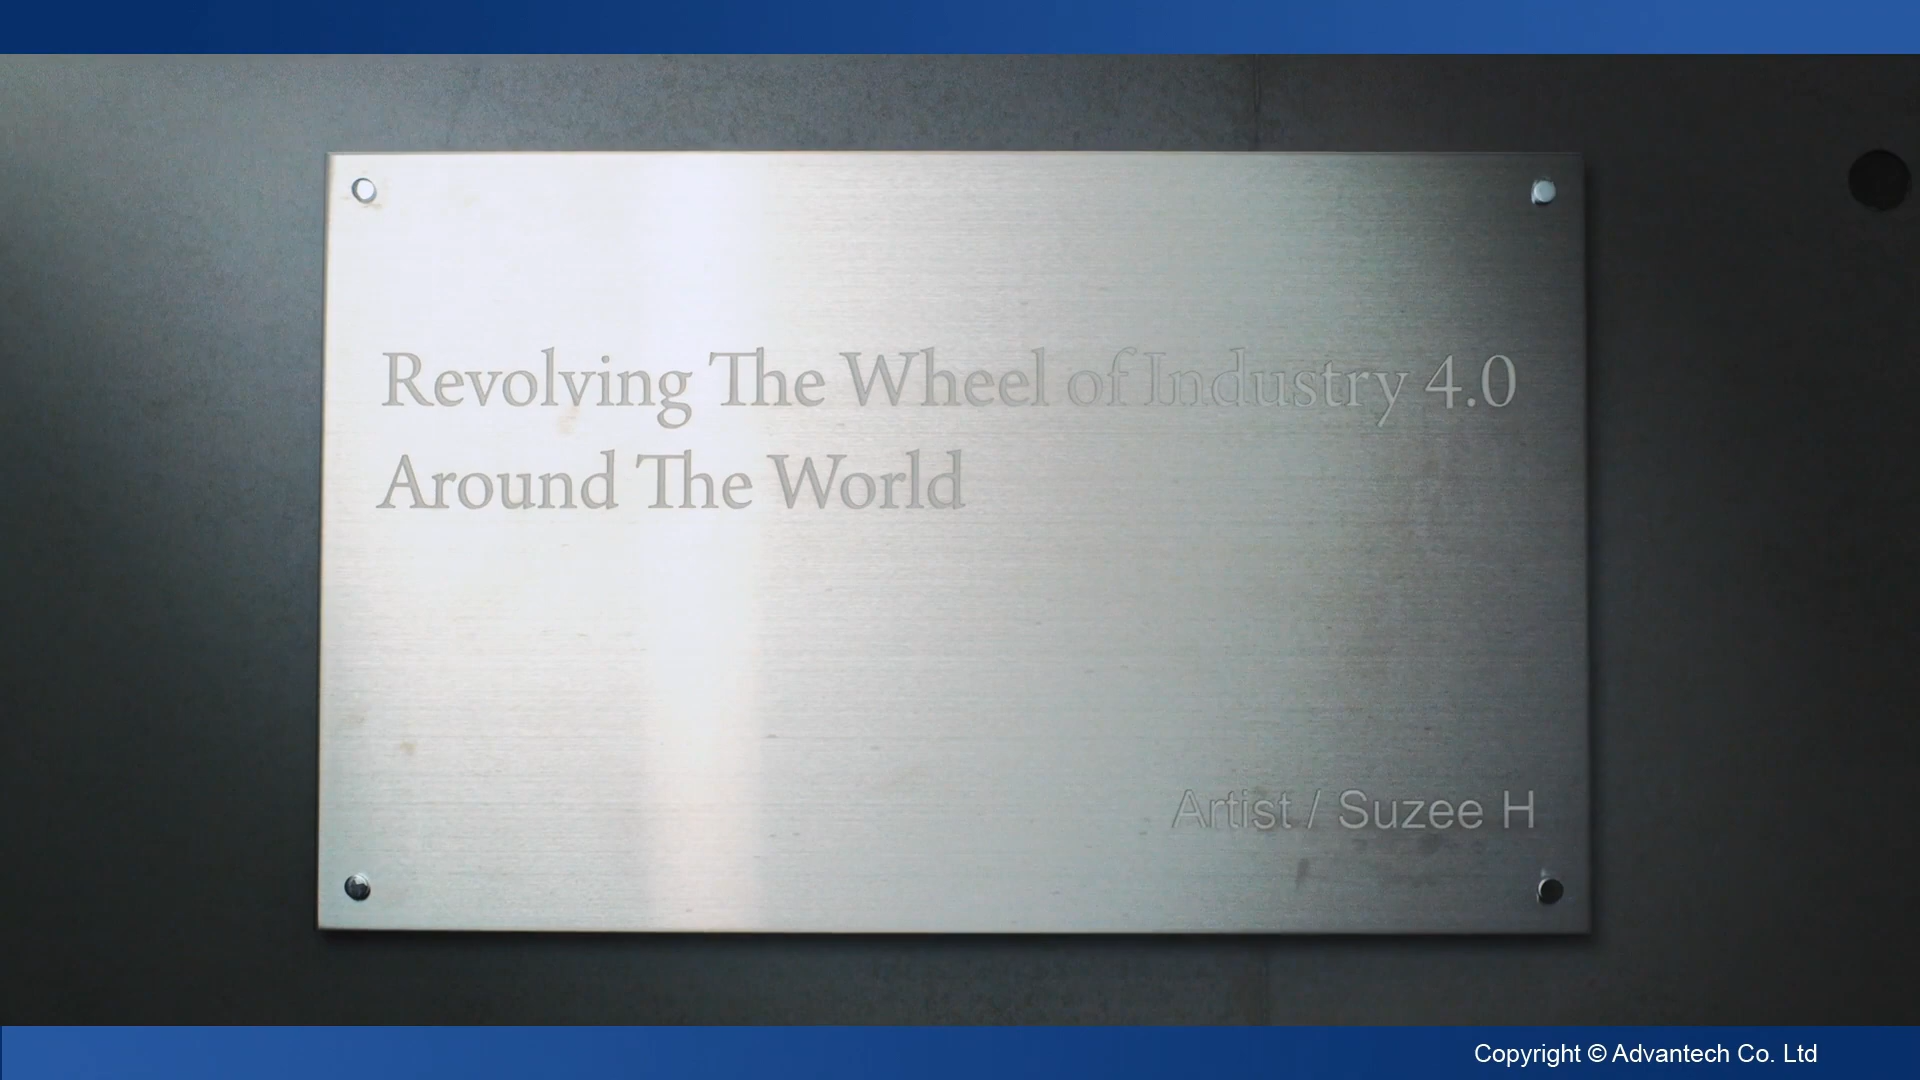 Revolving The Wheel of Industry 4.0
Around The World
Artist / Suzee H
Copyright © Advantech Co. Ltd